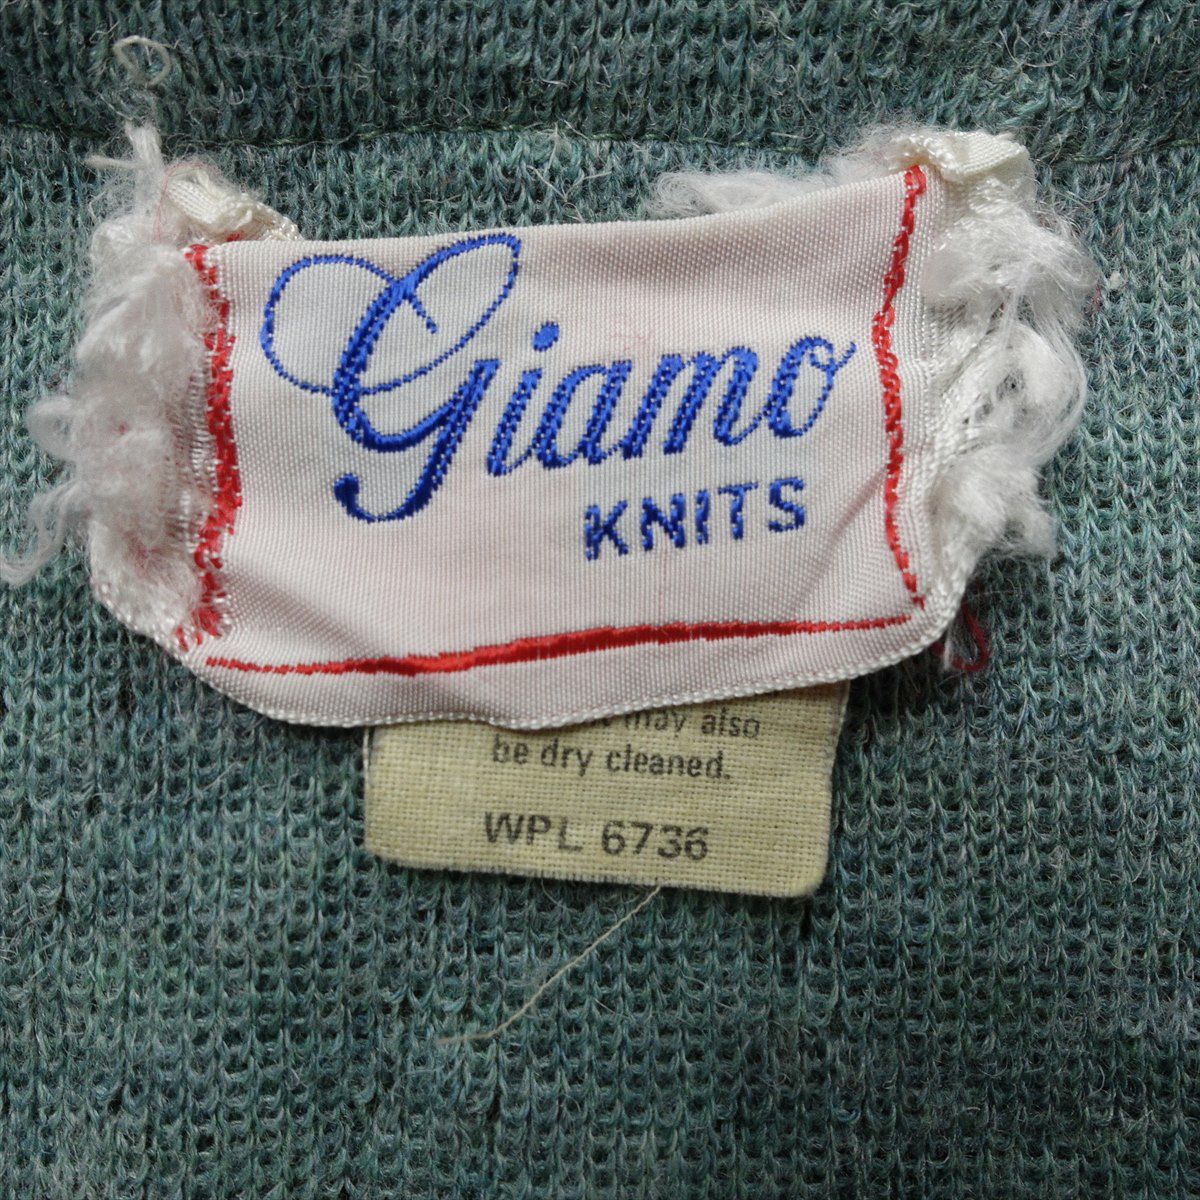 Giamo
KNITS
may also
be dry cleaned.
WPL 6736